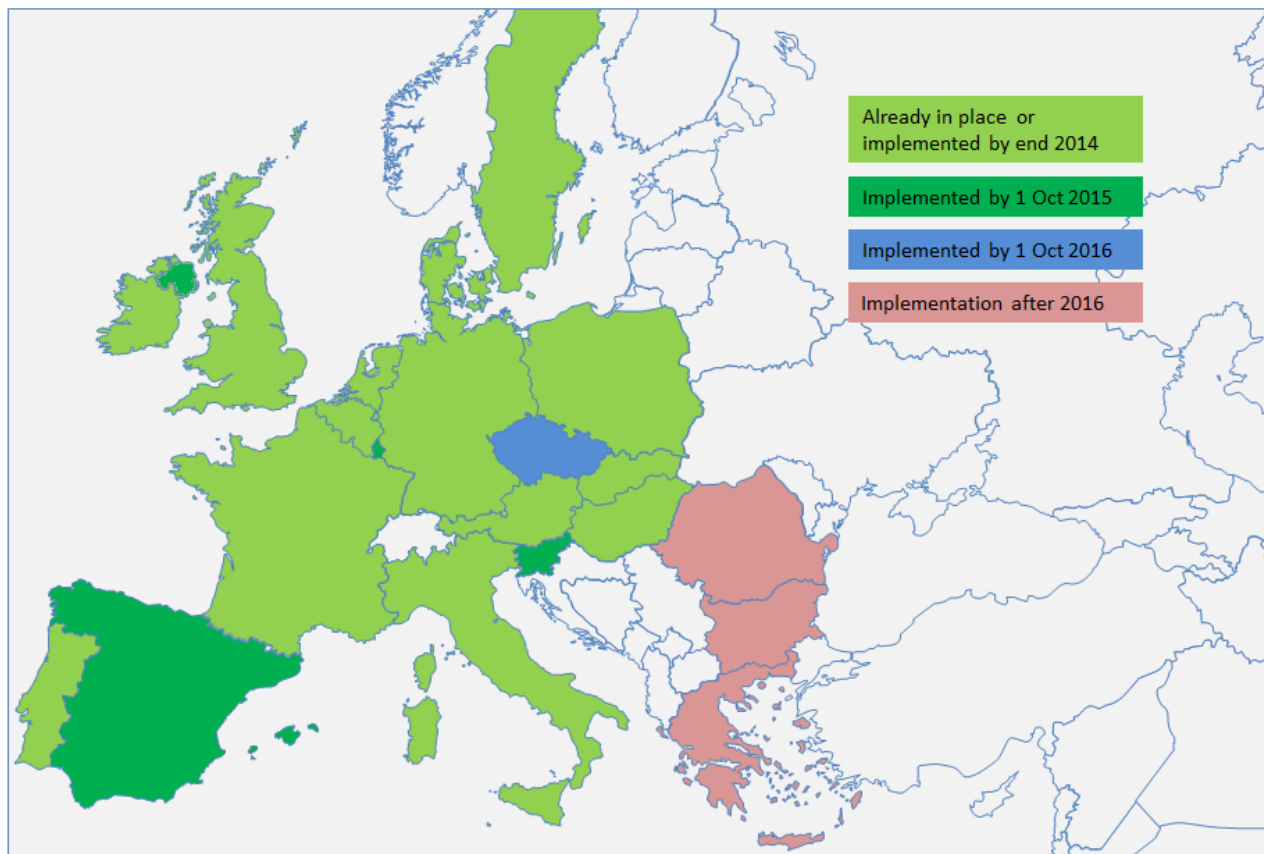 Already in place or
implemented by end 2014
Implemented by 1 Oct 2015
Implemented by 1 Oct 2016
Implementation after 2016